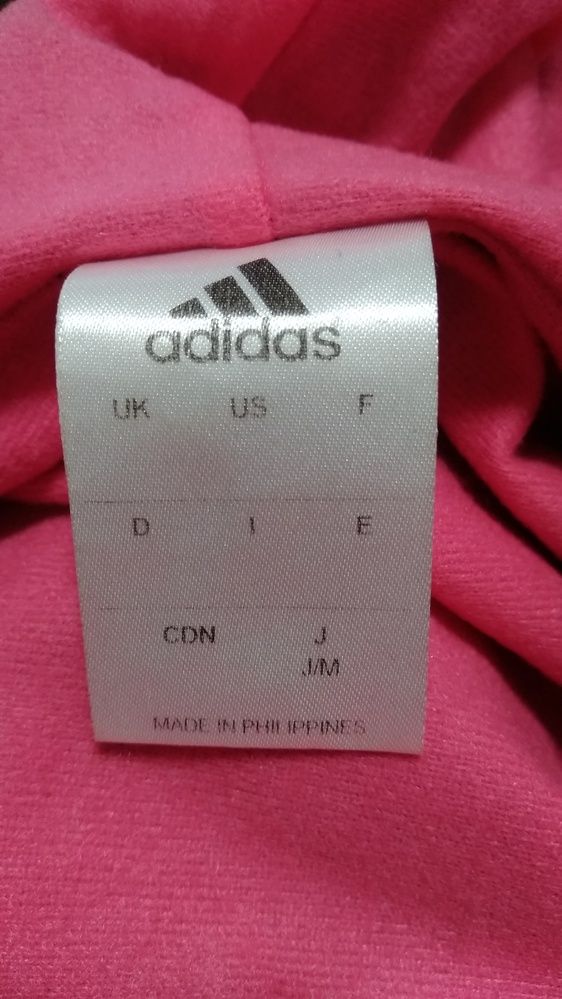 adidas
UK US F
D I E
CDN J
J/M
MADE IN PHILIPPINES